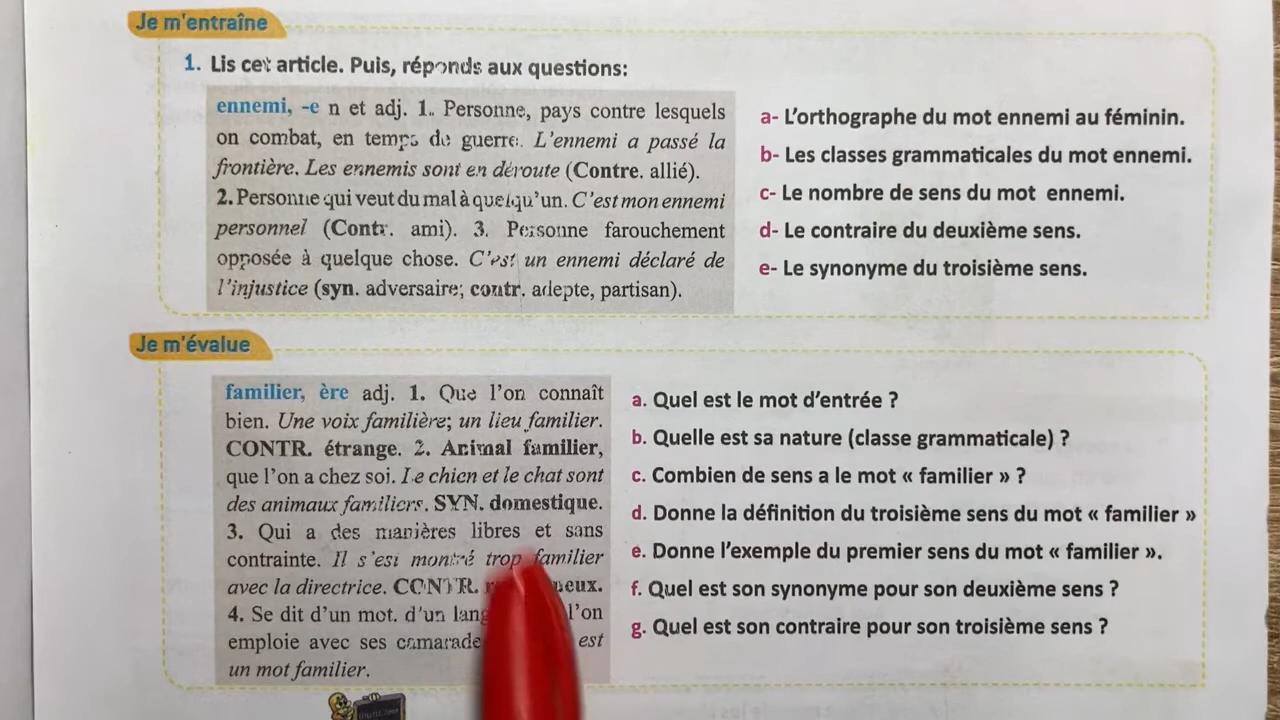 Je m'entraîne
1. Lis cet article. Puis, réponds aux questions:
ennemi, -e n et adj. 1. Personne, pays contre lesquels
on combat, en temps de guerre. L'ennemi a passé la
frontière. Les ennemis sont en déroute (Contre. allié).
2. Personne qui veut du mal à quelqu'un. C'est mon ennemi
personnel (Contr. ami). 3. Personne farouchement
opposée à quelque chose. C'est un ennemi déclaré de
l'injustice (syn. adversaire; contr. adepte, partisan).
a- L'orthographe du mot ennemi au féminin.
b- Les classes grammaticales du mot ennemi.
c- Le nombre de sens du mot ennemi.
d- Le contraire du deuxième sens.
e- Le synonyme du troisième sens.
Je m'évalue
familier, ère adj. 1. Que l'on connaît
bien. Une voix familière; un lieu familier.
CONTR. étrange. 2. Animal familier,
que l'on a chez soi. Le chien et le chat sont
des animaux familiers. SYN. domestique.
3. Qui a des manières libres et sans
contrainte. Il s'est montré trop familier
avec la directrice. CONTR.
4. Se dit d'un mot. d'un l'on
emploie avec ses est
un mot familier.
a. Quel est le mot d'entrée ?
b. Quelle est sa nature (classe grammaticale) ?
c. Combien de sens a le mot « familier » ?
d. Donne la définition du troisième sens du mot « familier »
e. Donne l'exemple du premier sens du mot « familier ».
f. Quel est son synonyme pour son deuxième sens ?
g. Quel est son contraire pour son troisième sens ?